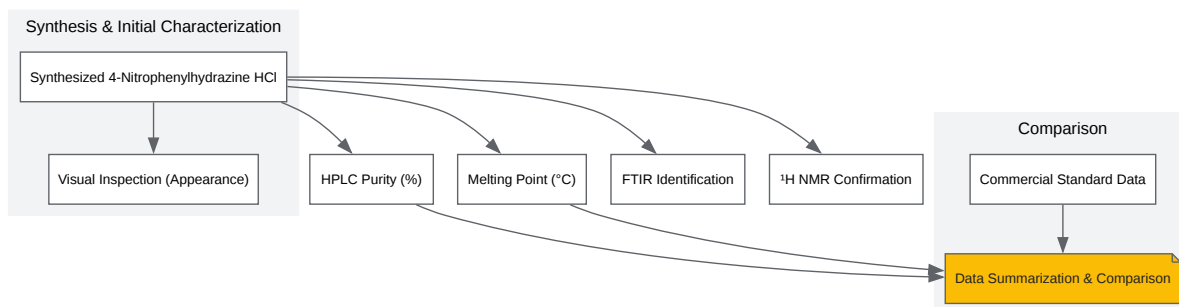 Synthesis & Initial Characterization
Synthesized 4-Nitrophenylhydrazine HCl
Comparison
Visual Inspection (Appearance)
HPLC Purity (%)
Melting Point (°C)
FTIR Identification
¹H NMR Confirmation
Commercial Standard Data
Data Summarization & Comparison